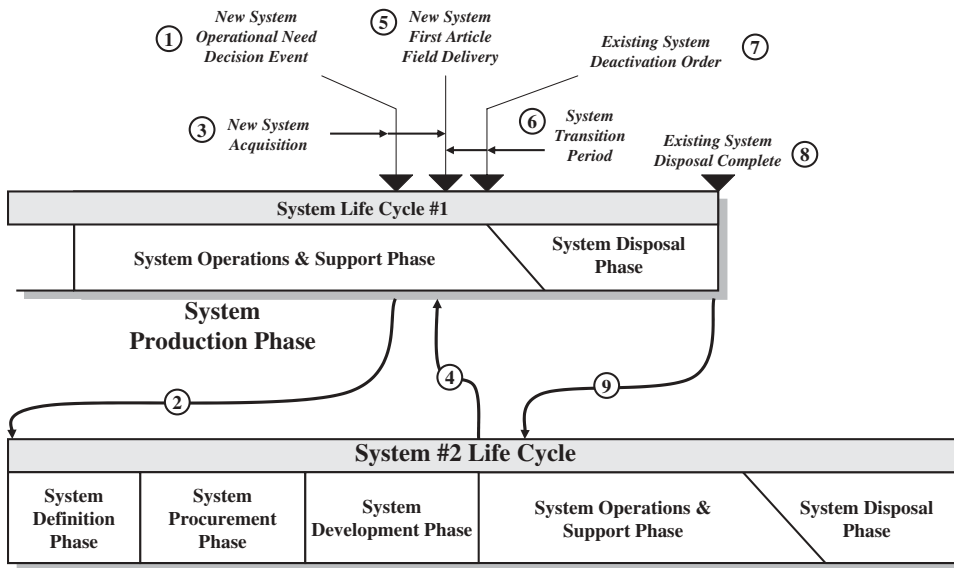 1
New System
Operational Need
Decision Event
5
New System
First Article
Field Delivery
Existing System
Deactivation Order
7
3
New System
Acquisition
6
System
Transition
Period
Existing System
Disposal Complete
8
System Life Cycle #1
System Operations & Support Phase
System Disposal
Phase
System
Production Phase
2
4
9
System #2 Life Cycle
System
Definition
Phase
System
Procurement
Phase
System
Development Phase
System Operations &
Support Phase
System Disposal
Phase